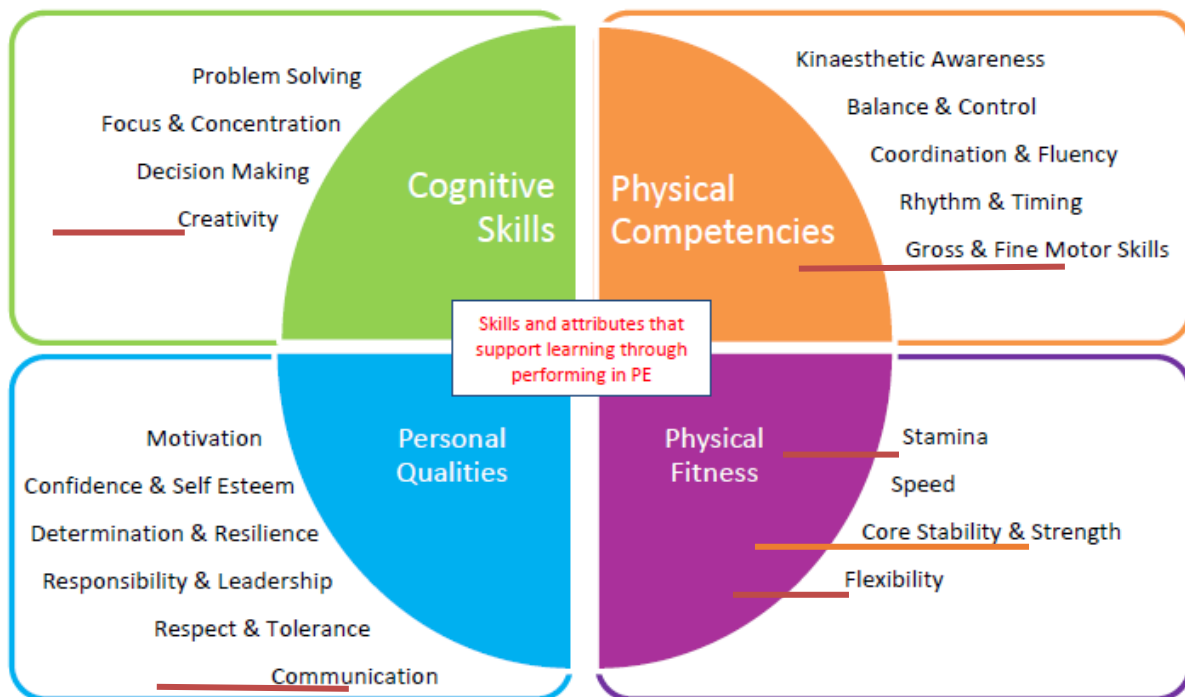 Problem Solving
Focus & Concentration
Decision Making
Creativity
Cognitive
Skills
Physical
Competencies
Kinaesthetic Awareness
Balance & Control
Coordination & Fluency
Rhythm & Timing
Gross & Fine Motor Skills
Skills and attributes that
support learning through
performing in PE
Motivation
Confidence & Self Esteem
Determination & Resilience
Responsibility & Leadership
Respect & Tolerance
Communication
Personal
Qualities
Physical
Fitness
Stamina
Speed
Core Stability & Strength
Flexibility